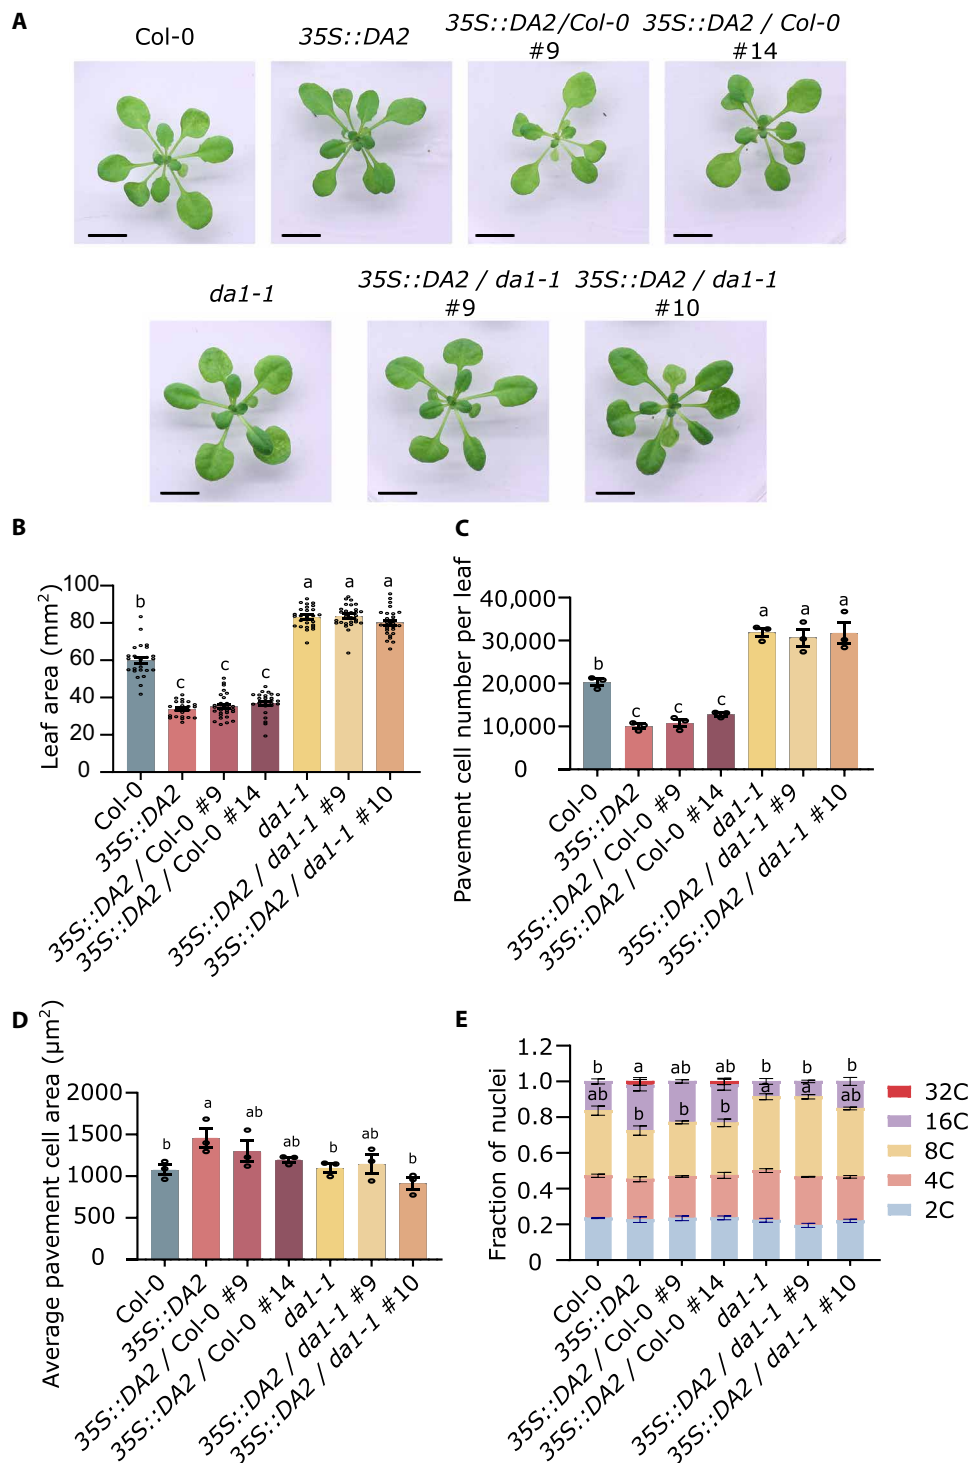 A
Col-0
35S::DA2
35S::DA2/Col-0
#9
35S::DA2 / Col-0
#14
da1-1
35S::DA2 / da1-1
#9
35S::DA2 / da1-1
#10
B
Leaf area (mm²)
100
80
60
40
20
0
b
c
c
c
a
a
a
Col-0
35S::DA2
35S::DA2 / Col-0 #9
35S::DA2 / Col-0 #14
da1-1
35S::DA2 / da1-1 #9
35S::DA2 / da1-1 #10
C
Pavement cell number per leaf
40,000
30,000
20,000
10,000
0
b
c
c
c
a
a
a
Col-0
35S::DA2
35S::DA2 / Col-0 #9
35S::DA2 / Col-0 #14
da1-1
35S::DA2 / da1-1 #9
35S::DA2 / da1-1 #10
D
Average pavement cell area (µm²)
2000
1500
1000
500
0
b
a
ab
ab
b
ab
b
Col-0
35S::DA2
35S::DA2 / Col-0 #9
35S::DA2 / Col-0 #14
da1-1
35S::DA2 / da1-1 #9
35S::DA2 / da1-1 #10
E
Fraction of nuclei
1.2
1.0
0.8
0.6
0.4
0.2
0
b
a
ab
ab
b
b
b
ab
b
b
b
a
a
ab
32C
16C
8C
4C
2C
Col-0
35S::DA2
35S::DA2 / Col-0 #9
35S::DA2 / Col-0 #14
da1-1
35S::DA2 / da1-1 #9
35S::DA2 / da1-1 #10